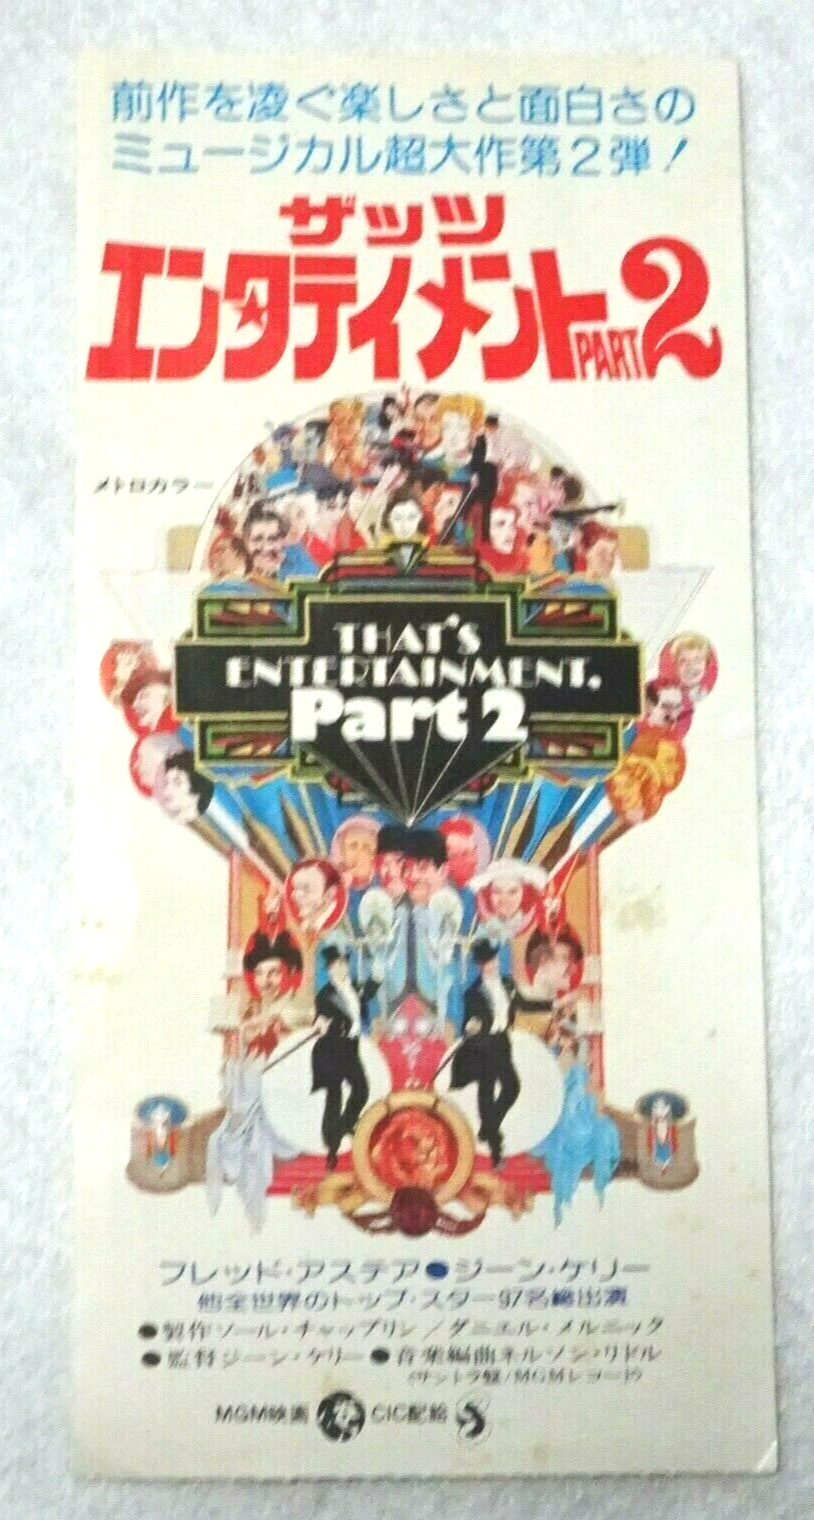 前作を凌ぐ楽しさと面白さの
ミュージカル超大作第2弾！
ザッツ
エンタテイメントPART2
メトロカラー
THAT'S
ENTERTAINMENT,
Part 2
フレッド・アステア●ジーン・ケリー
他全世界のトップ・スター97名総出演
●製作ソール・チャップリン／ダニエル・メルニック
●監督ジーン・ケリー●音楽編曲ネルソン・リドル
（サントラ盤/MGMレコード）
MGM映画 CIC配給